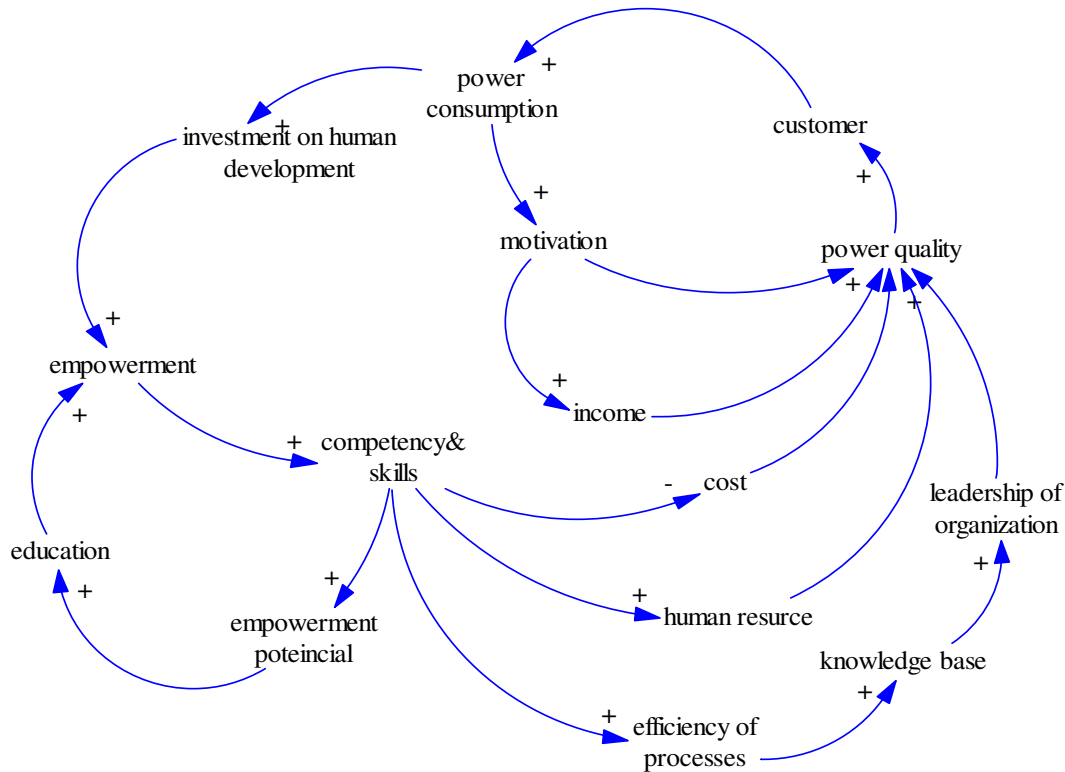 power
consumption
+
customer
+
investment on human
development
+
+
motivation
+
power quality
+
+
+
empowerment
+
income
+
+
competency&
skills
-
cost
leadership of
organization
education
+
+
+
+
human resurce
empowerment
poteincial
knowledge base
+
+
efficiency of
processes